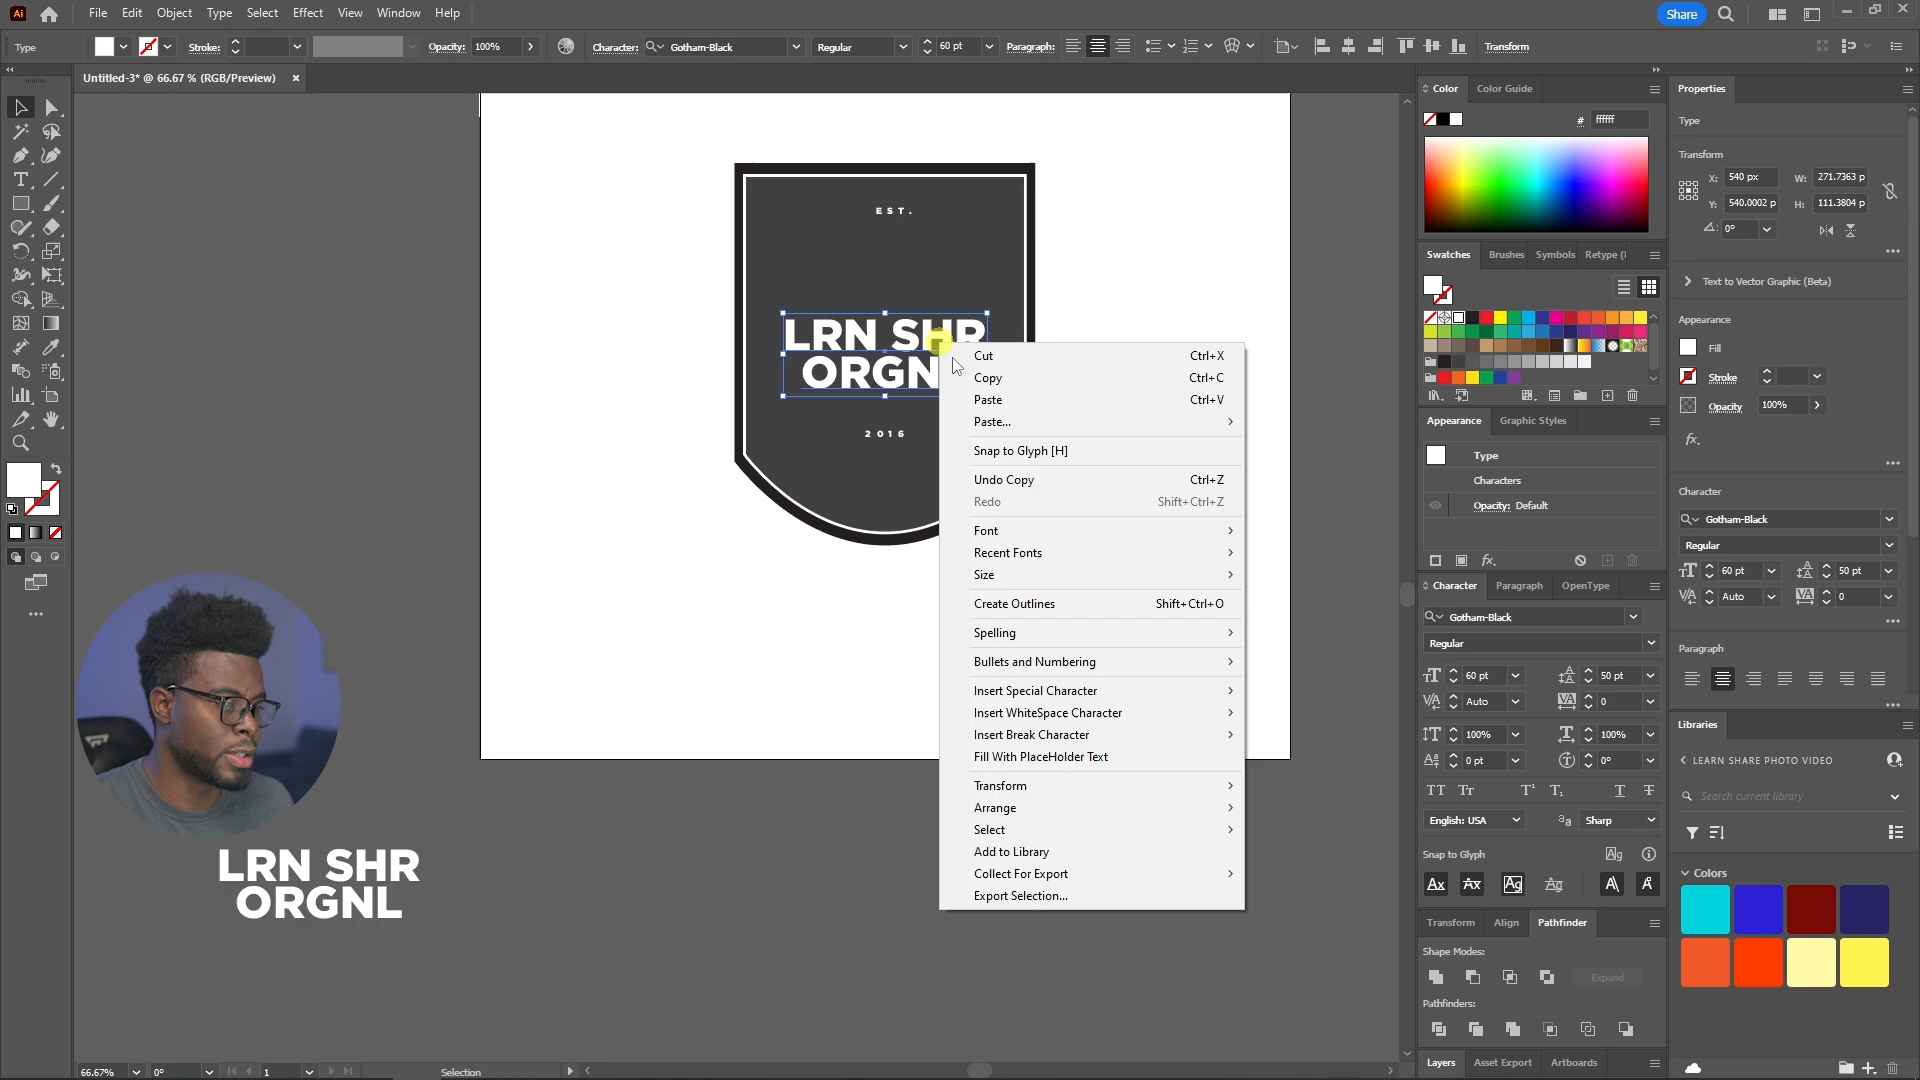 Ai
File Edit Object Type Select Effect View Window Help
Share
Type
Stroke:
Opacity: 100%
Character: Gotham-Black
Regular
60 pt
Paragraph:
Transform
Untitled-3* @ 66.67 % (RGB/Preview) ×
EST.
LRN SHR
ORGN
2016
Cut Ctrl+X
Copy Ctrl+C
Paste Ctrl+V
Paste...
Snap to Glyph [H]
Undo Copy Ctrl+Z
Redo Shift+Ctrl+Z
Font
Recent Fonts
Size
Create Outlines Shift+Ctrl+O
Spelling
Bullets and Numbering
Insert Special Character
Insert WhiteSpace Character
Insert Break Character
Fill With PlaceHolder Text
Transform
Arrange
Select
Add to Library
Collect For Export
Export Selection...
LRN SHR
ORGNL
66.67% 0° 1 Selection
Color Color Guide
# ffffff
Swatches Brushes Symbols Retype (
Appearance Graphic Styles
Type
Characters
Opacity: Default
fx.
Character Paragraph OpenType
Gotham-Black
Regular
60 pt 50 pt
Auto 0
100% 100%
0 pt 0°
English: USA Sharp
Snap to Glyph
Transform Align Pathfinder
Shape Modes:
Expand
Pathfinders:
Layers Asset Export Artboards
Properties
Type
Transform
X: 540 px W: 271.7363 p
Y: 540.0002 p H: 111.3804 p
0°
Text to Vector Graphic (Beta)
Appearance
Fill
Stroke
Opacity 100%
fx.
Character
Gotham-Black
Regular
60 pt 50 pt
Auto 0
Paragraph
Libraries
LEARN SHARE PHOTO VIDEO
Search current library
Colors